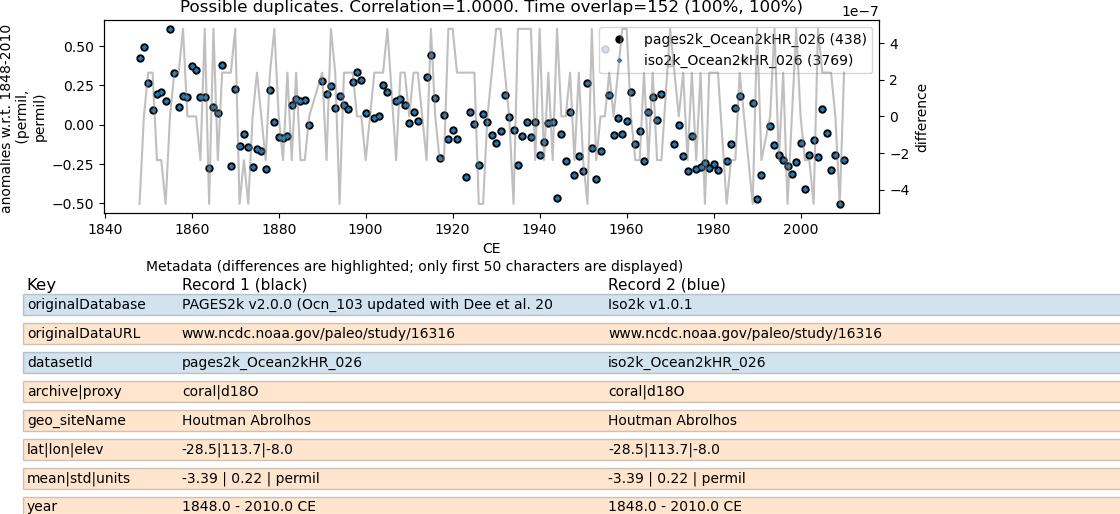 Possible duplicates. Correlation=1.0000. Time overlap=152 (100%, 100%)
1e−7
anomalies w.r.t. 1848-2010
(permil,
permil)
0.50
0.25
0.00
−0.25
−0.50
pages2k_Ocean2kHR_026 (438)
iso2k_Ocean2kHR_026 (3769)
4
2
0
−2
−4
difference
1840 1860 1880 1900 1920 1940 1960 1980 2000
CE
Metadata (differences are highlighted; only first 50 characters are displayed)
Key Record 1 (black) Record 2 (blue)
originalDatabase PAGES2k v2.0.0 (Ocn_103 updated with Dee et al. 20 Iso2k v1.0.1
originalDataURL www.ncdc.noaa.gov/paleo/study/16316 www.ncdc.noaa.gov/paleo/study/16316
datasetId pages2k_Ocean2kHR_026 iso2k_Ocean2kHR_026
archive|proxy coral|d18O coral|d18O
geo_siteName Houtman Abrolhos Houtman Abrolhos
lat|lon|elev -28.5|113.7|-8.0 -28.5|113.7|-8.0
mean|std|units -3.39 | 0.22 | permil -3.39 | 0.22 | permil
year 1848.0 - 2010.0 CE 1848.0 - 2010.0 CE